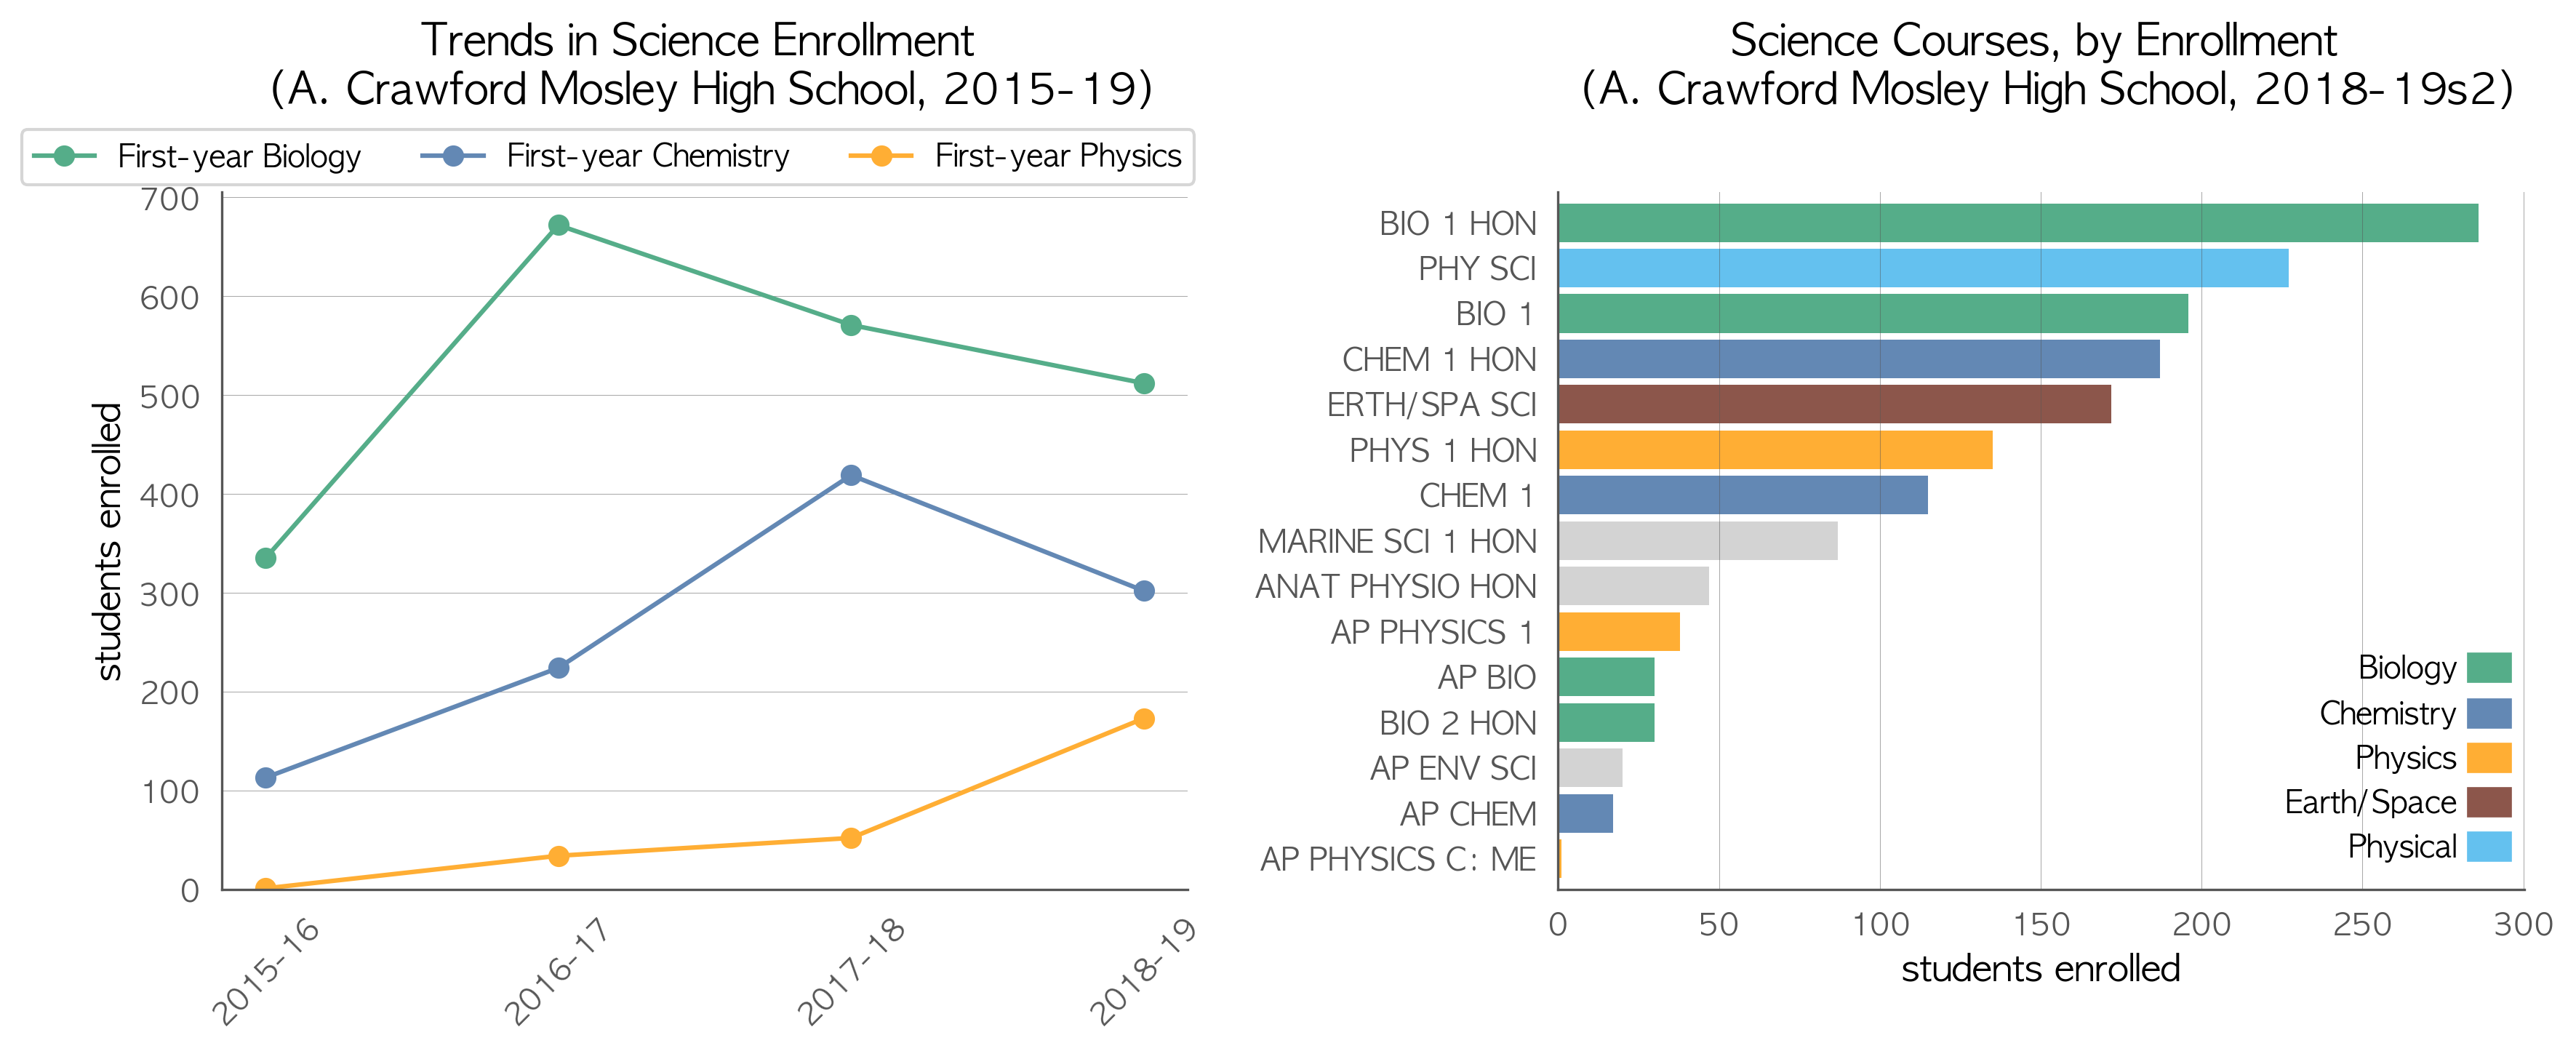 Trends in Science Enrollment
(A. Crawford Mosley High School, 2015-19)
First-year Biology
First-year Chemistry
First-year Physics
700
600
500
400
300
200
100
0
students enrolled
2015-16
2016-17
2017-18
2018-19
Science Courses, by Enrollment
(A. Crawford Mosley High School, 2018-19s2)
BIO 1 HON
PHY SCI
BIO 1
CHEM 1 HON
ERTH/SPA SCI
PHYS 1 HON
CHEM 1
MARINE SCI 1 HON
ANAT PHYSIO HON
AP PHYSICS 1
AP BIO
BIO 2 HON
AP ENV SCI
AP CHEM
AP PHYSICS C: ME
Biology
Chemistry
Physics
Earth/Space
Physical
0 50 100 150 200 250 300
students enrolled